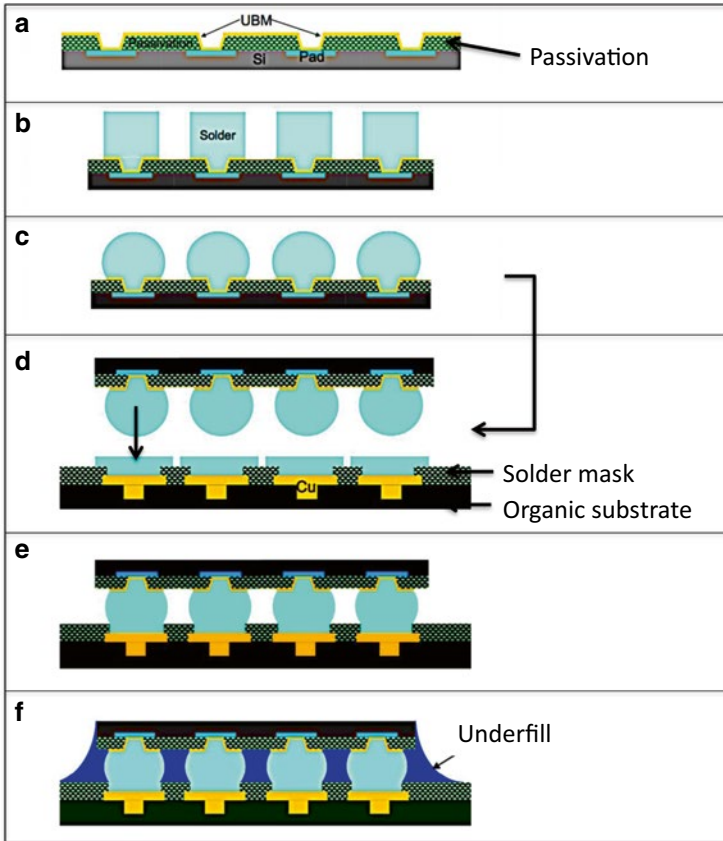 a
UBM
Passivation
Passivation
Si
Pad
b
Solder
c
d
Cu
Solder mask
Organic substrate
e
f
Underfill